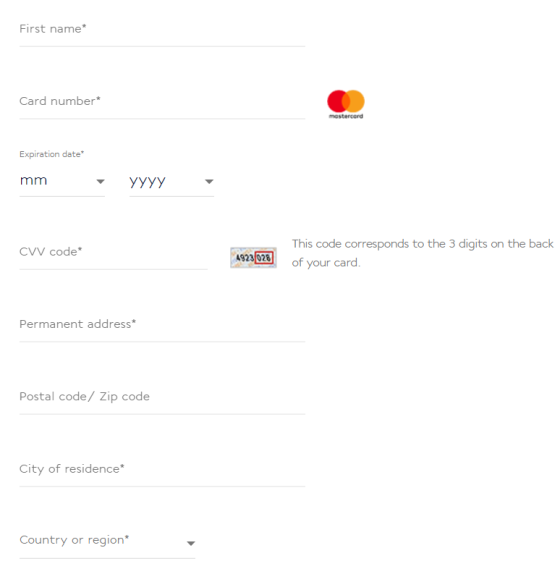 First name*
Card number*
mastercard
Expiration date*
mm yyyy
CVV code*
4923 028
This code corresponds to the 3 digits on the back
of your card.
Permanent address*
Postal code/ Zip code
City of residence*
Country or region*